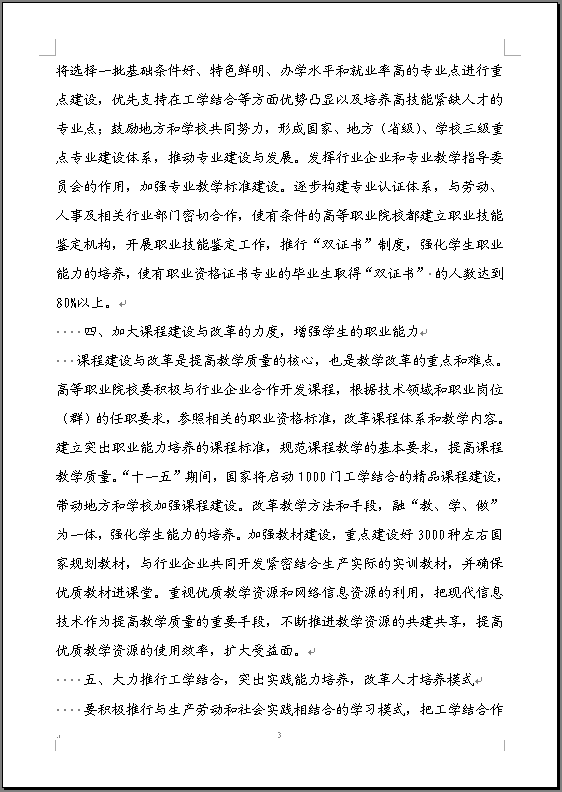 将选择一批基础条件好、特色鲜明、办学水平和就业率高的专业点进行重
点建设，优先支持在工学结合等方面优势凸显以及培养高技能紧缺人才的
专业点；鼓励地方和学校共同努力，形成国家、地方（省级）、学校三级重
点专业建设体系，推动专业建设与发展。发挥行业企业和专业教学指导委
员会的作用，加强专业教学标准建设。逐步构建专业认证体系，与劳动、
人事及相关行业部门密切合作，使有条件的高等职业院校都建立职业技能
鉴定机构，开展职业技能鉴定工作，推行“双证书”制度，强化学生职业
能力的培养，使有职业资格证书专业的毕业生取得“双证书”的人数达到
80%以上。
四、加大课程建设与改革的力度，增强学生的职业能力
课程建设与改革是提高教学质量的核心，也是教学改革的重点和难点。
高等职业院校要积极与行业企业合作开发课程，根据技术领域和职业岗位
（群）的任职要求，参照相关的职业资格标准，改革课程体系和教学内容。
建立突出职业能力培养的课程标准，规范课程教学的基本要求，提高课程
教学质量。“十一五”期间，国家将启动1000门工学结合的精品课程建设，
带动地方和学校加强课程建设。改革教学方法和手段，融“教、学、做”
为一体，强化学生能力的培养。加强教材建设，重点建设好3000种左右国
家规划教材，与行业企业共同开发紧密结合生产实际的实训教材，并确保
优质教材进课堂。重视优质教学资源和网络信息资源的利用，把现代信息
技术作为提高教学质量的重要手段，不断推进教学资源的共建共享，提高
优质教学资源的使用效率，扩大受益面。
五、大力推行工学结合，突出实践能力培养，改革人才培养模式
要积极推行与生产劳动和社会实践相结合的学习模式，把工学结合作
3